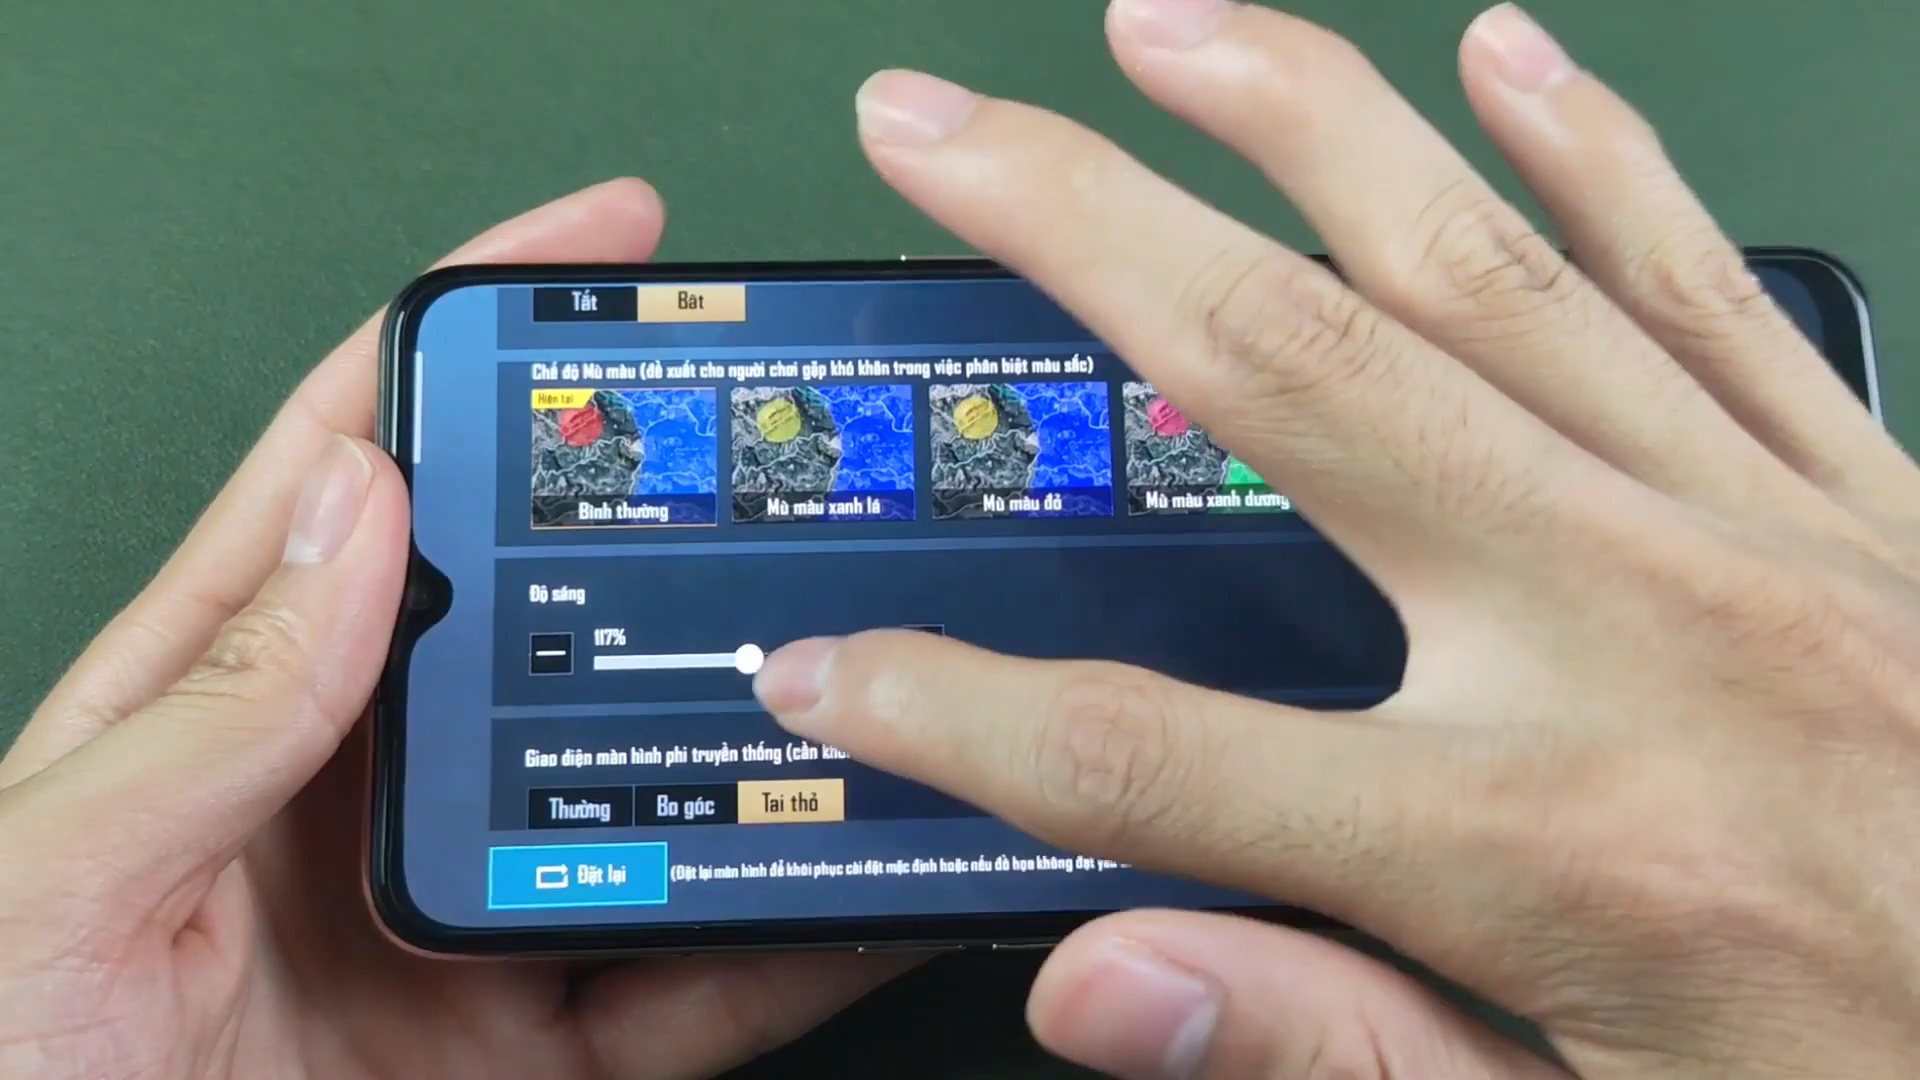 Tắt
Bật
Chế độ Mù màu (đề xuất cho người chơi gặp khó khăn trong việc phân biệt màu sắc)
Hiện tại
Bình thường
Mù màu xanh lá
Mù màu đỏ
Mù màu xanh dương
Độ sáng
117%
Giao diện màn hình phi truyền thống (cần
Thường
Bo góc
Tai thỏ
Đặt lại
(Đặt lại màn hình để khôi phục cài đặt mặc định hoặc nếu đồ họa không đạt